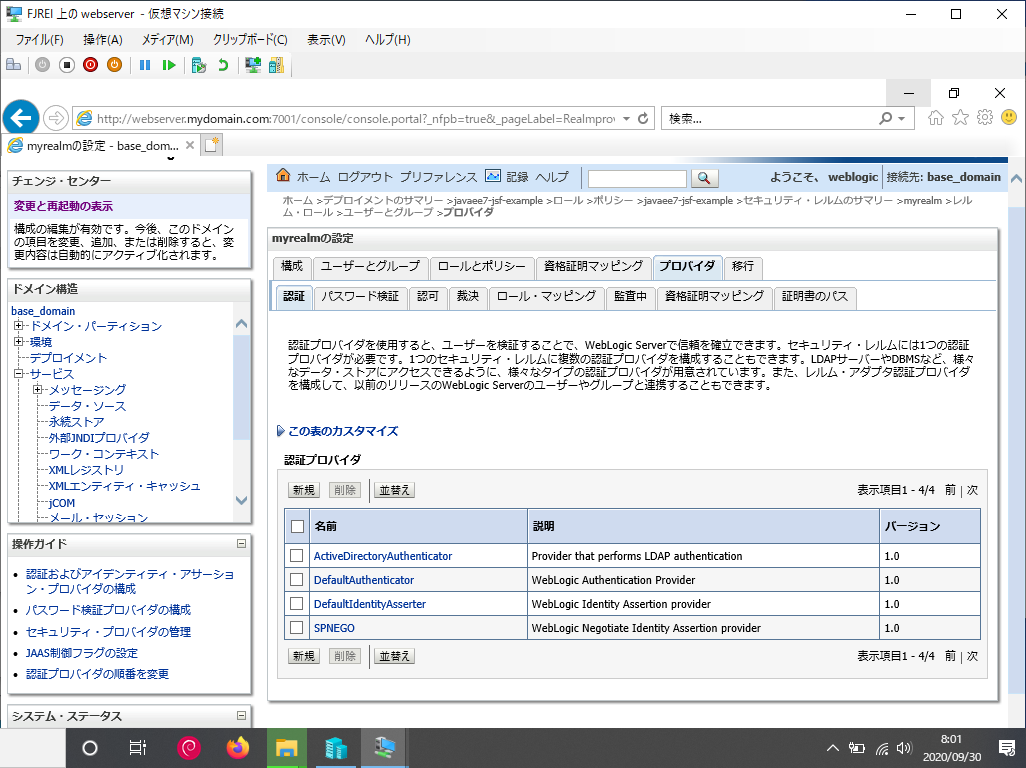 FJREI 上の webserver - 仮想マシン接続
ファイル(F) 操作(A) メディア(M) クリップボード(C) 表示(V) ヘルプ(H)
http://webserver.mydomain.com:7001/console/console.portal?_nfpb=true&_pageLabel=Realmprov
検索...
myrealmの設定 - base_dom...
チェンジ・センター
変更と再起動の表示
構成の編集が有効です。今後、このドメイン
の項目を変更、追加、または削除すると、変
更内容は自動的にアクティブ化されます。
ドメイン構造
base_domain
ドメイン・パーティション
環境
デプロイメント
サービス
メッセージング
データ・ソース
永続ストア
外部JNDIプロバイダ
ワーク・コンテキスト
XMLレジストリ
XMLエンティティ・キャッシュ
jCOM
メール・セッション
操作ガイド
認証およびアイデンティティ・アサーショ
ン・プロバイダの構成
パスワード検証プロバイダの構成
セキュリティ・プロバイダの管理
JAAS制御フラグの設定
認証プロバイダの順番を変更
システム・ステータス
ホーム ログアウト プリファレンス 記録 ヘルプ
ようこそ、 weblogic 接続先: base_domain
ホーム >デプロイメントのサマリー >javaee7-jsf-example >ロール >ポリシー >javaee7-jsf-example >セキュリティ・レルムのサマリー >myrealm >レル
ム・ロール >ユーザーとグループ >プロバイダ
myrealmの設定
構成 ユーザーとグループ ロールとポリシー 資格証明マッピング プロバイダ 移行
認証 パスワード検証 認可 裁決 ロール・マッピング 監査中 資格証明マッピング 証明書のパス
認証プロバイダを使用すると、ユーザーを検証することで、WebLogic Serverで信頼を確立できます。セキュリティ・レルムには1つの認証
プロバイダが必要です。1つのセキュリティ・レルムに複数の認証プロバイダを構成することもできます。LDAPサーバーやDBMSなど、様々
なデータ・ストアにアクセスできるように、様々なタイプの認証プロバイダが用意されています。また、レルム・アダプタ認証プロバイダ
を構成して、以前のリリースのWebLogic Serverのユーザーやグループと連携することもできます。
この表のカスタマイズ
認証プロバイダ
新規 削除 並替え 表示項目1 - 4/4 前 | 次
名前 説明 バージョン
ActiveDirectoryAuthenticator Provider that performs LDAP authentication 1.0
DefaultAuthenticator WebLogic Authentication Provider 1.0
DefaultIdentityAsserter WebLogic Identity Assertion provider 1.0
SPNEGO WebLogic Negotiate Identity Assertion provider 1.0
新規 削除 並替え 表示項目1 - 4/4 前 | 次
8:01
2020/09/30